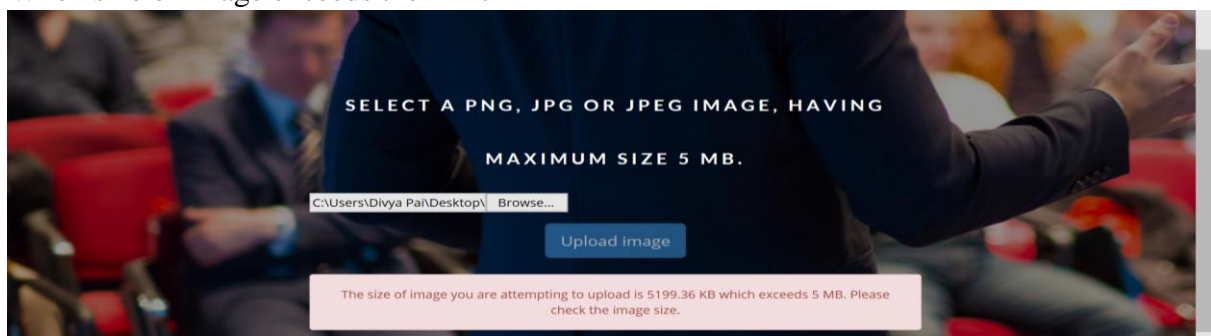 SELECT A PNG, JPG OR JPEG IMAGE, HAVING
MAXIMUM SIZE 5 MB.
C:\Users\Divya Pai\Desktop\ Browse...
Upload image
The size of image you are attempting to upload is 5199.36 KB which exceeds 5 MB. Please
check the image size.